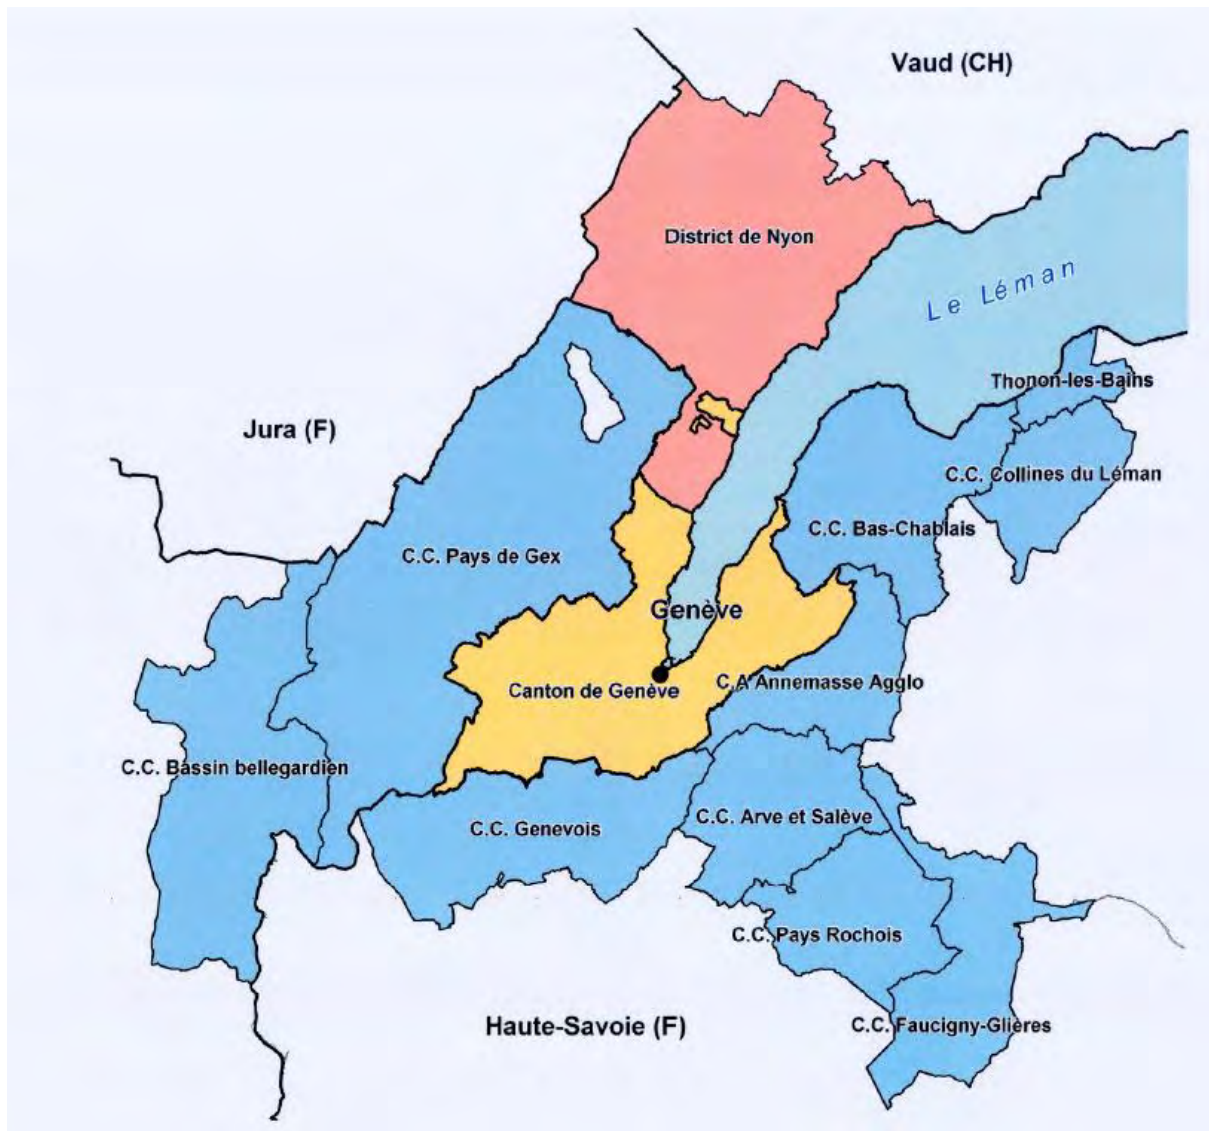 Vaud (CH)
District de Nyon
Le Léman
Thonon-les-Bains
Jura (F)
C.C. Collines du Léman
C.C. Bas-Chablais
C.C. Pays de Gex
Genève
C.A Annemasse Agglo
Canton de Genève
C.C. Bassin bellegardien
C.C. Arve et Salève
C.C. Genevois
C.C. Pays Rochois
Haute-Savoie (F)
C.C. Faucigny-Glières